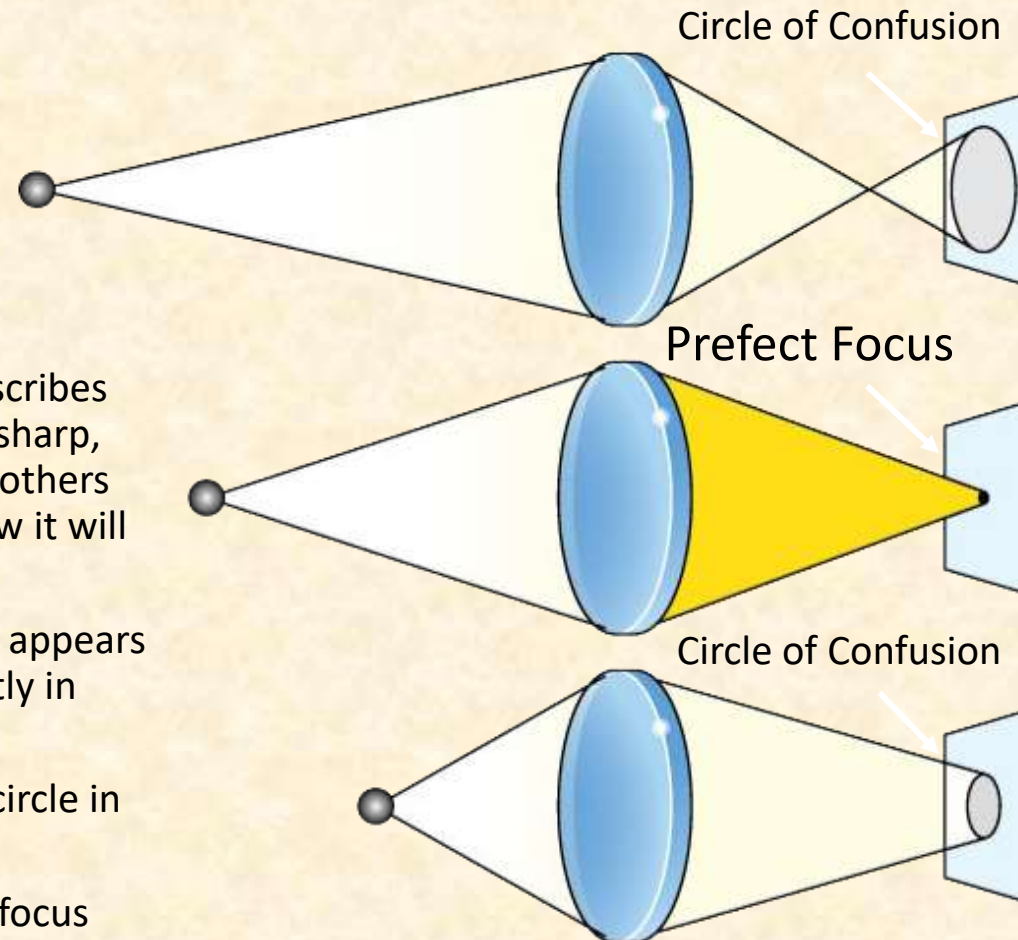 Circle of Confusion
Prefect Focus
scribes
sharp,
others
w it will
appears
tly in
Circle of Confusion
circle in
focus